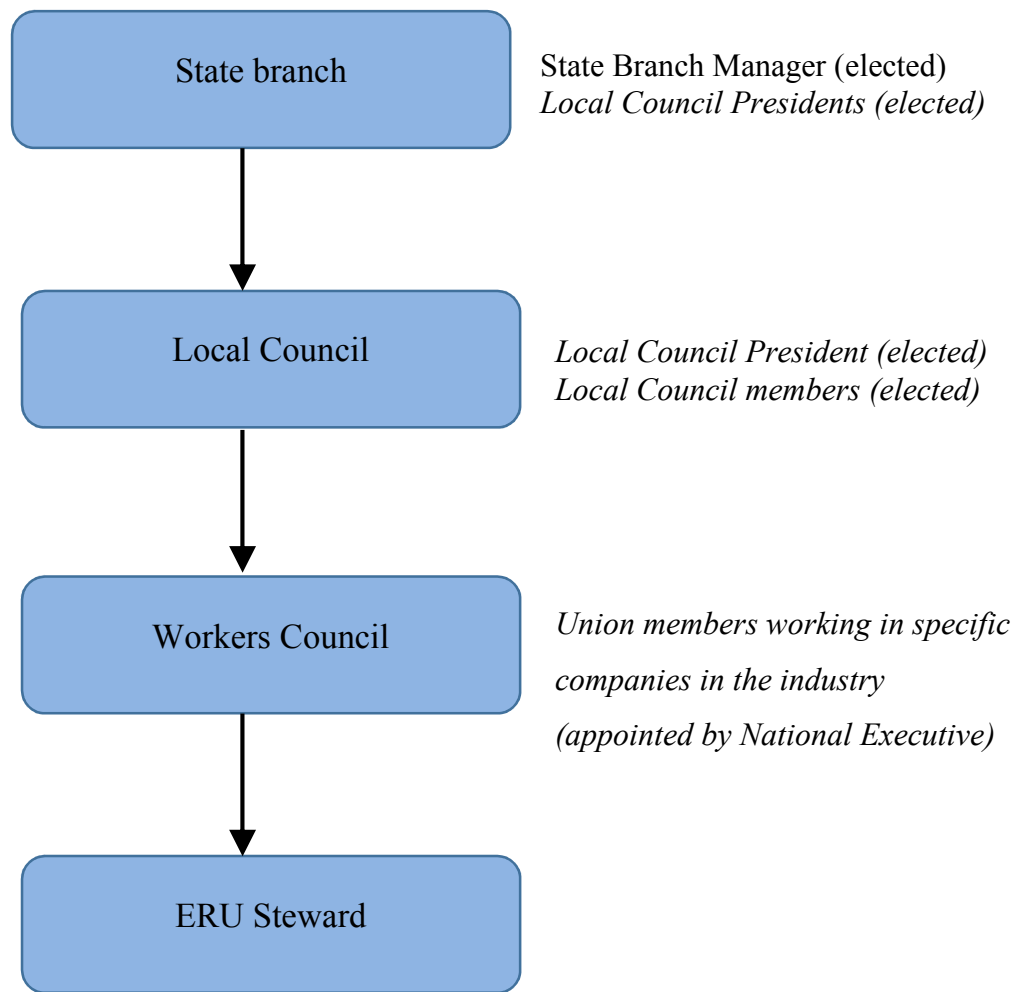 State branch
State Branch Manager (elected)
Local Council Presidents (elected)
Local Council
Local Council President (elected)
Local Council members (elected)
Workers Council
Union members working in specific
companies in the industry
(appointed by National Executive)
ERU Steward